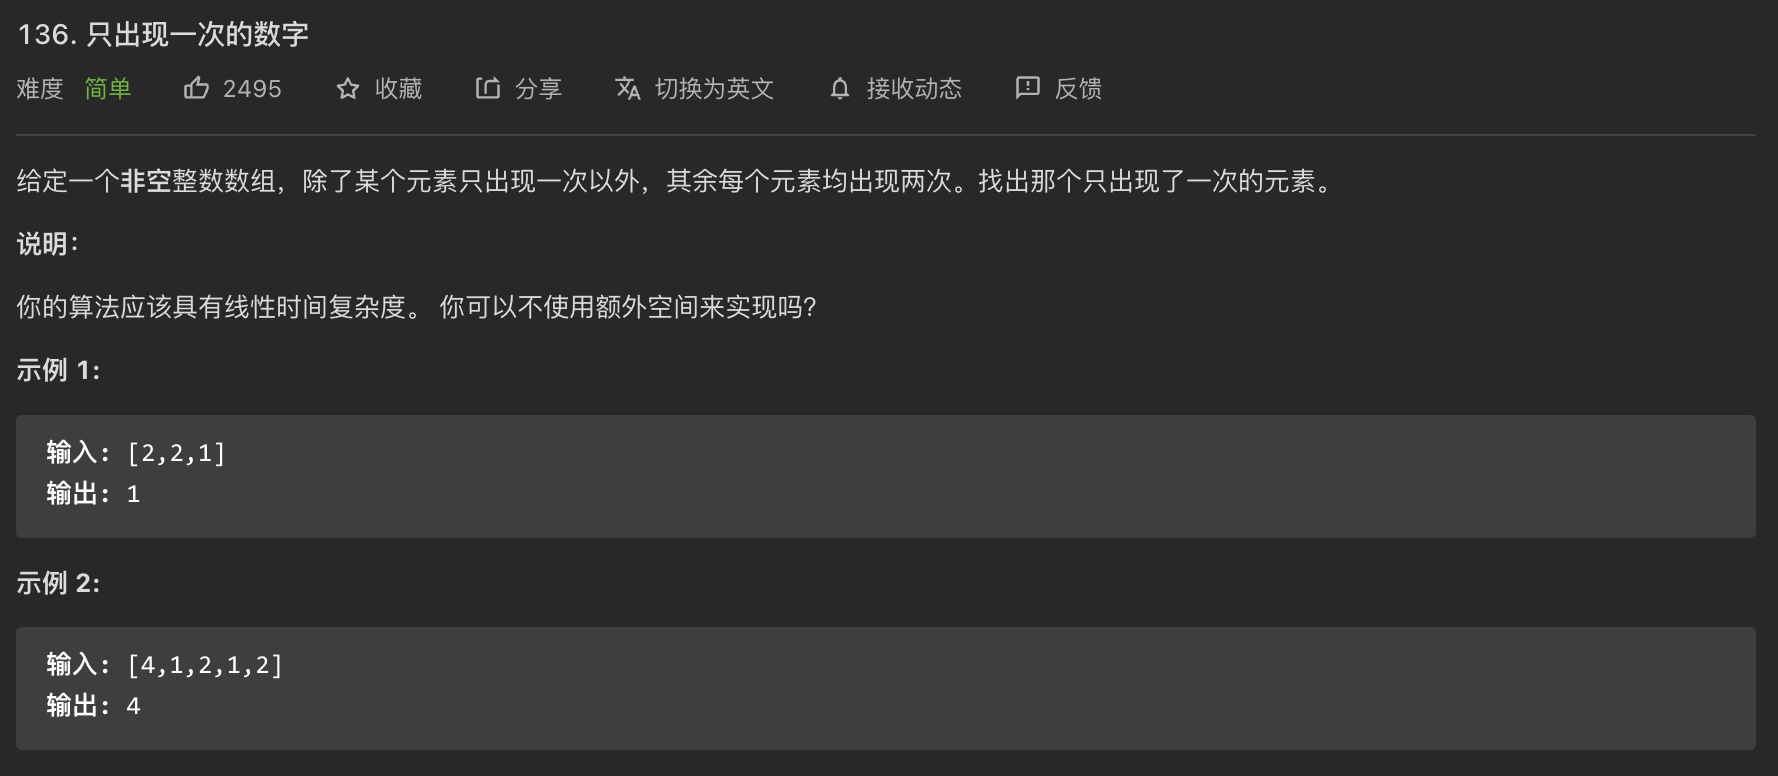 136. 只出现一次的数字
难度 简单 2495 收藏 分享 切换为英文 接收动态 反馈
给定一个非空整数数组，除了某个元素只出现一次以外，其余每个元素均出现两次。找出那个只出现了一次的元素。
说明：
你的算法应该具有线性时间复杂度。 你可以不使用额外空间来实现吗?
示例 1:
输入: [2,2,1]
输出: 1
示例 2:
输入: [4,1,2,1,2]
输出: 4